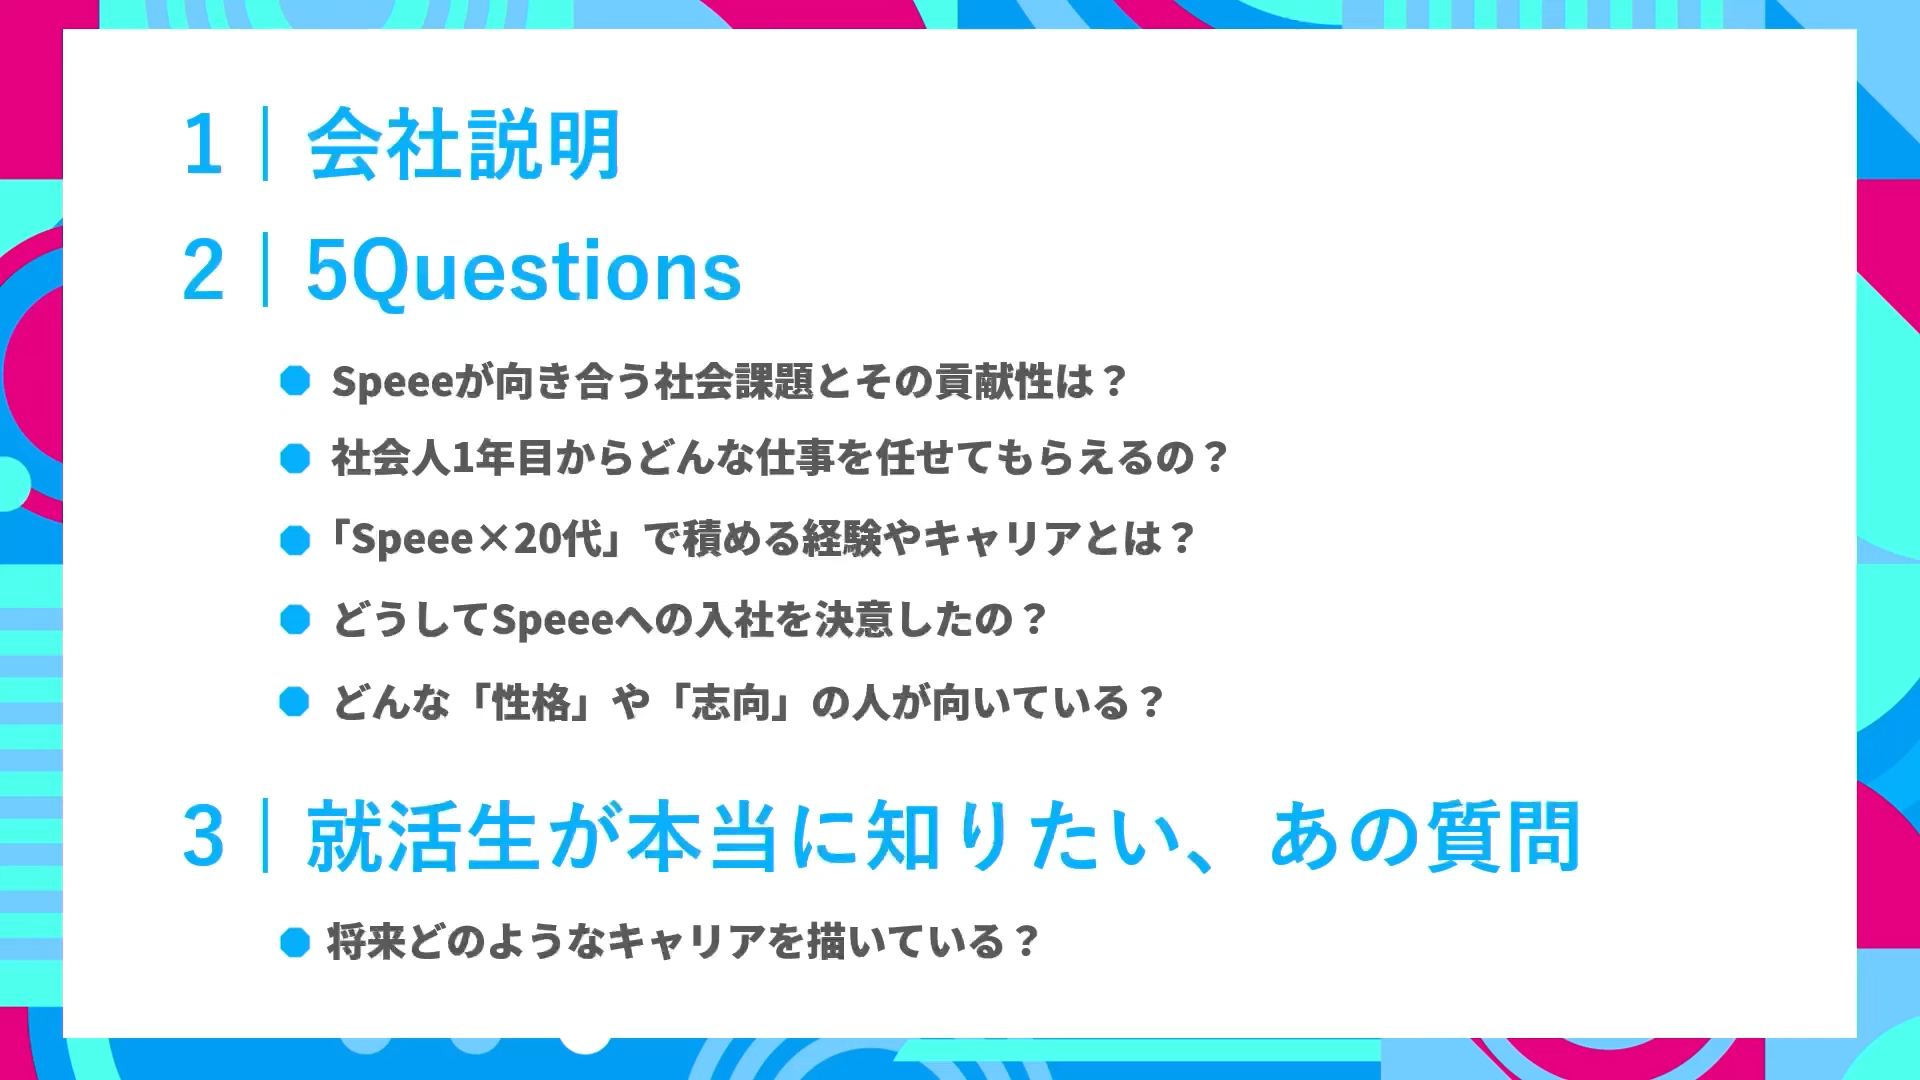 1｜会社説明
2｜5Questions
Speeeが向き合う社会課題とその貢献性は？
社会人1年目からどんな仕事を任せてもらえるの？
「Speee×20代」で積める経験やキャリアとは？
どうしてSpeeeへの入社を決意したの？
どんな「性格」や「志向」の人が向いている？
3｜就活生が本当に知りたい、あの質問
将来どのようなキャリアを描いている？